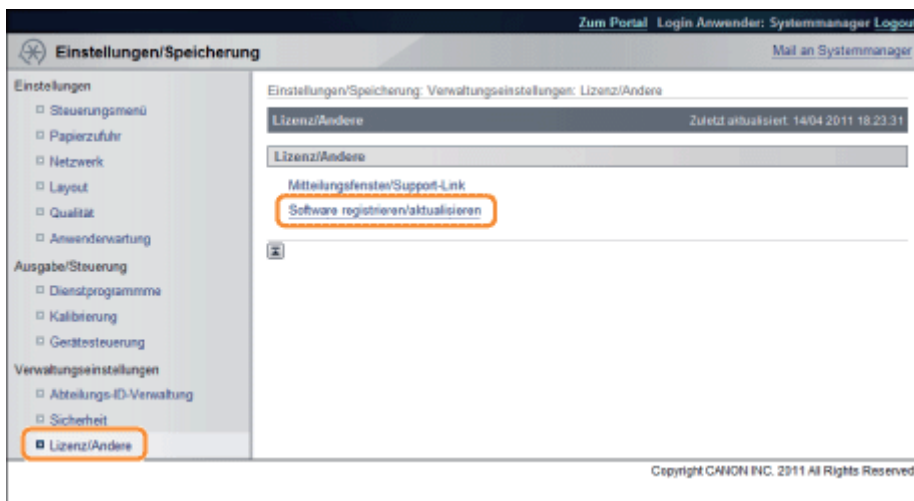 Zum Portal Login Anwender: Systemmanager Logou
Einstellungen/Speicherung
Mail an Systemmanager
Einstellungen
Steuerungsmenü
Papierzufuhr
Netzwerk
Layout
Qualität
Anwenderwartung
Ausgabe/Steuerung
Dienstprogrammme
Kalibrierung
Gerätesteuerung
Verwaltungseinstellungen
Abteilungs-ID-Verwaltung
Sicherheit
Lizenz/Andere
Einstellungen/Speicherung: Verwaltungseinstellungen: Lizenz/Andere
Lizenz/Andere Zuletzt aktualisiert: 14/04 2011 18:23:31
Lizenz/Andere
Mitteilungsfenster/Support-Link
Software registrieren/aktualisieren
Copyright CANON INC. 2011 All Rights Reserved